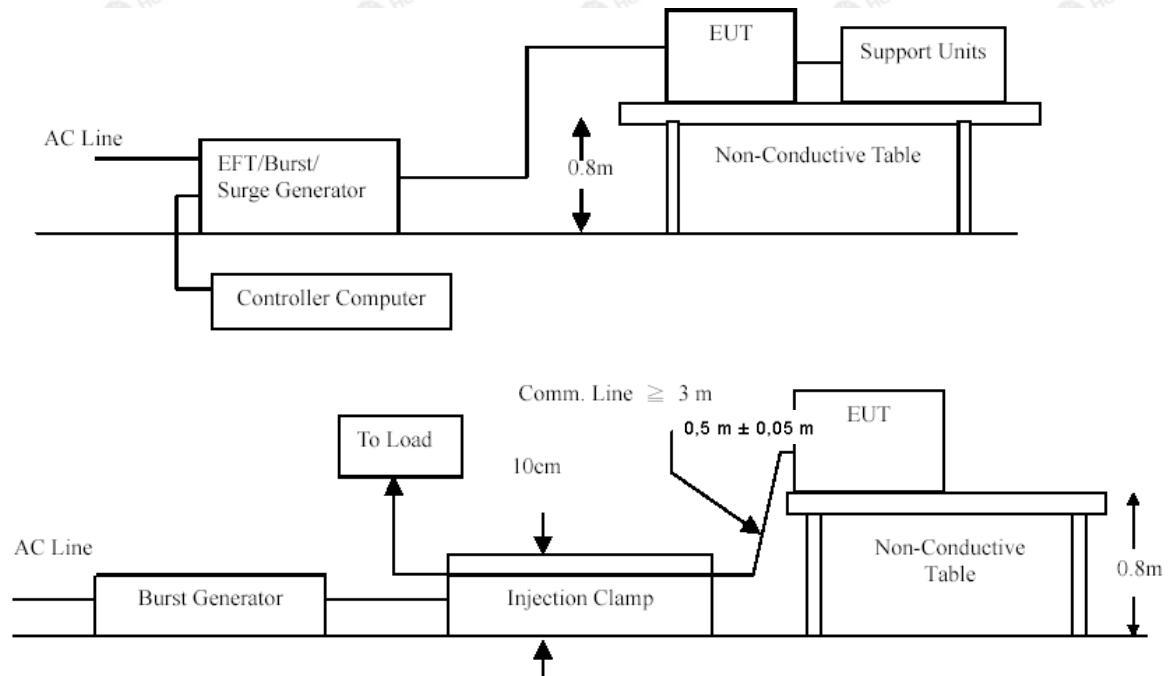 EUT
Support Units
AC Line
EFT/Burst/
Surge Generator
0.8m
Non-Conductive Table
Controller Computer
Comm. Line ≧ 3 m
0,5 m ± 0,05 m
EUT
To Load
10cm
AC Line
Burst Generator
Injection Clamp
Non-Conductive
Table
0.8m